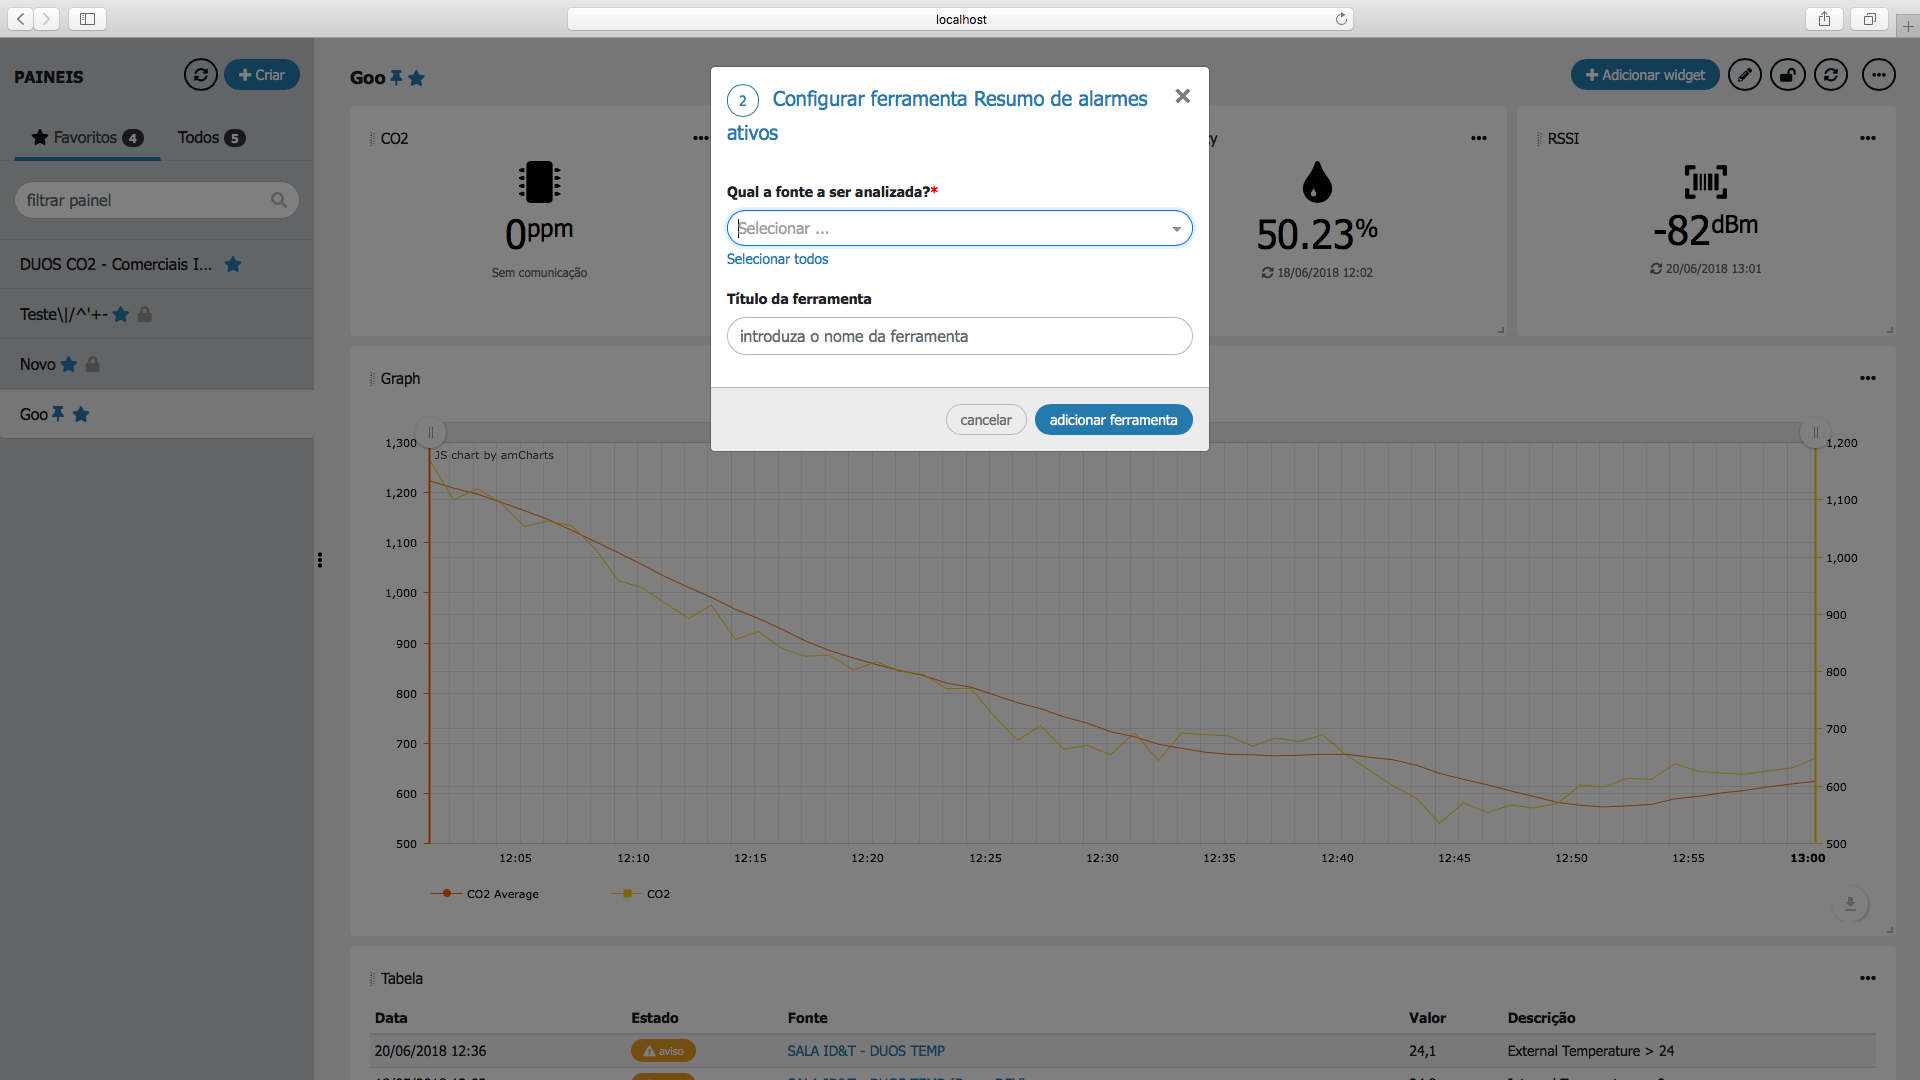 localhost
PAINEIS
Criar
Favoritos 4
Todos 5
filtrar painel
DUOS CO2 - Comerciais I...
Teste\|/^'+-
Novo
Goo
Goo
Adicionar widget
CO2
0ppm
Sem comunicação
50.23%
18/06/2018 12:02
RSSI
-82dBm
20/06/2018 13:01
2 Configurar ferramenta Resumo de alarmes
ativos
Qual a fonte a ser analizada?*
Selecionar ...
Selecionar todos
Título da ferramenta
introduza o nome da ferramenta
cancelar
adicionar ferramenta
Graph
JS chart by amCharts
1,300
1,200
1,100
1,000
900
800
700
600
500
1,200
1,100
1,000
900
800
700
600
500
12:05 12:10 12:15 12:20 12:25 12:30 12:35 12:40 12:45 12:50 12:55 13:00
CO2 Average CO2
Tabela
Data Estado Fonte Valor Descrição
20/06/2018 12:36 aviso SALA ID&T - DUOS TEMP 24,1 External Temperature > 24